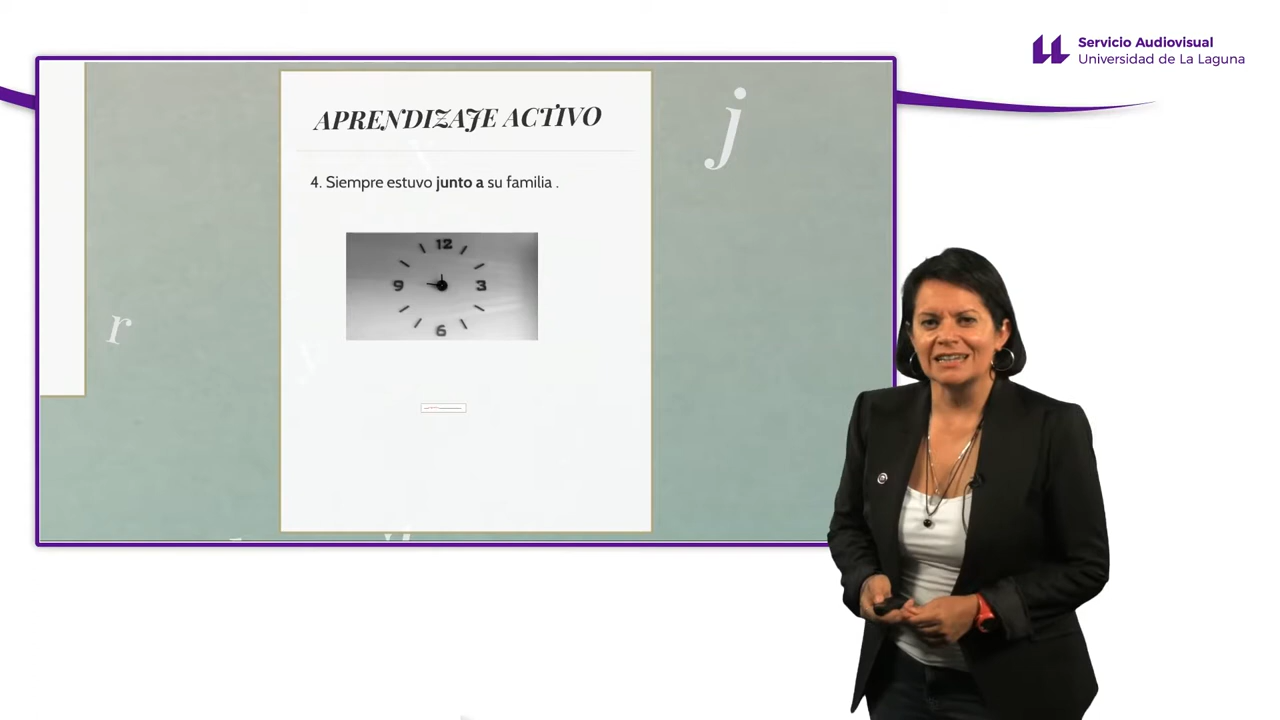 Servicio Audiovisual
Universidad de La Laguna
APRENDIZAJE ACTIVO
j
4. Siempre estuvo junto a su familia .
12
9
3
6
r
y